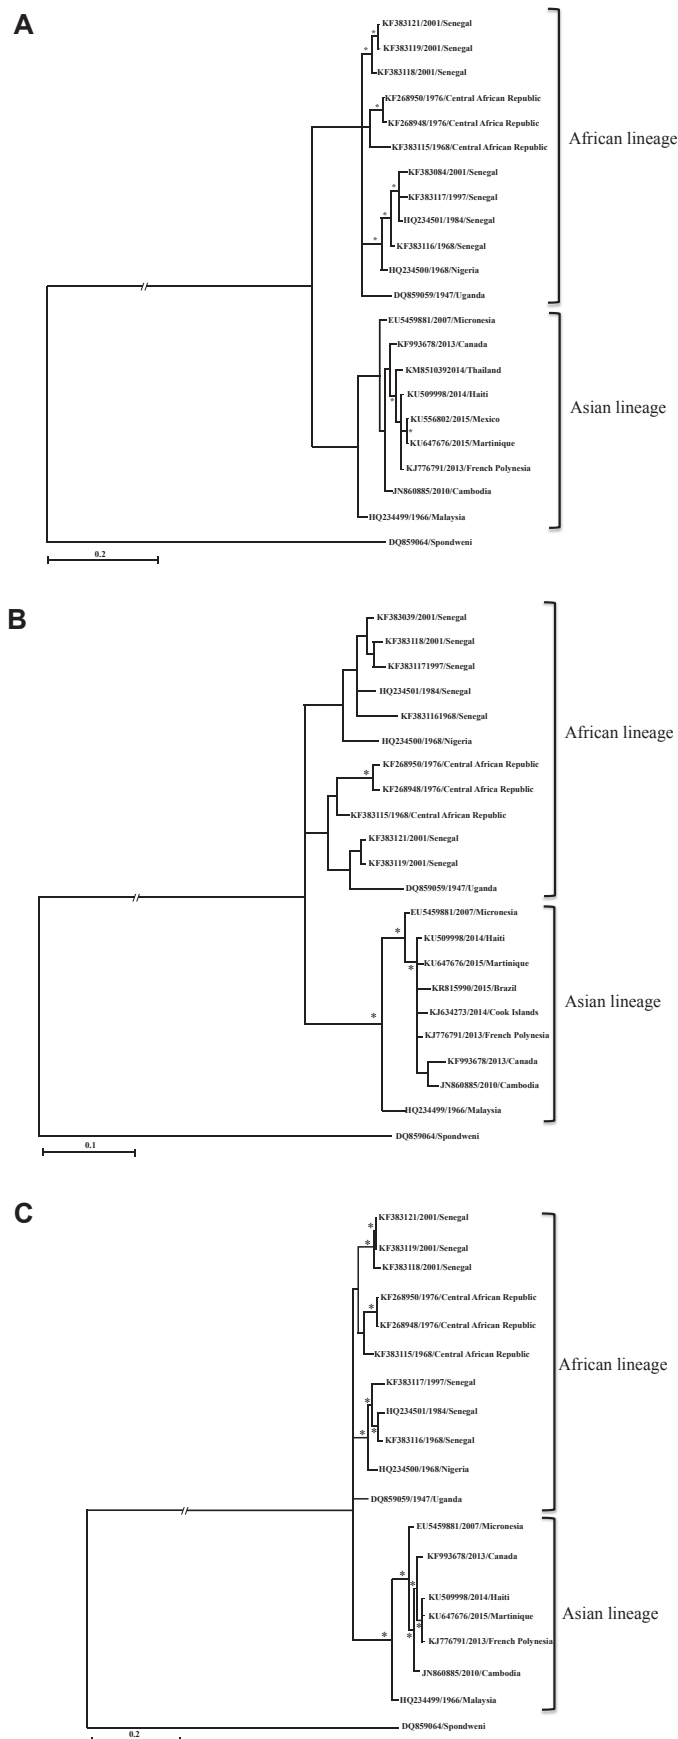 A
KF383121/2001/Senegal
KF383119/2001/Senegal
KF383118/2001/Senegal
KF268950/1976/Central African Republic
KF268948/1976/Central Africa Republic
KF383115/1968/Central African Republic
African lineage
KF383084/2001/Senegal
KF383117/1997/Senegal
HQ234501/1984/Senegal
KF383116/1968/Senegal
HQ234500/1968/Nigeria
DQ859059/1947/Uganda
EU5459881/2007/Micronesia
KF993678/2013/Canada
KM8510392014/Thailand
KU509998/2014/Haiti
Asian lineage
KU556802/2015/Mexico
KU647676/2015/Martinique
KJ776791/2013/French Polynesia
JN860885/2010/Cambodia
HQ234499/1966/Malaysia
DQ859064/Spondweni
0.2
B
KF383039/2001/Senegal
KF383118/2001/Senegal
KF3831171997/Senegal
HQ234501/1984/Senegal
KF3831161968/Senegal
African lineage
HQ234500/1968/Nigeria
KF268950/1976/Central African Republic
KF268948/1976/Central Africa Republic
KF383115/1968/Central African Republic
KF383121/2001/Senegal
KF383119/2001/Senegal
DQ859059/1947/Uganda
EU5459881/2007/Micronesia
KU509998/2014/Haiti
KU647676/2015/Martinique
KR815990/2015/Brazil
Asian lineage
KJ634273/2014/Cook Islands
KJ776791/2013/French Polynesia
KF993678/2013/Canada
JN860885/2010/Cambodia
HQ234499/1966/Malaysia
DQ859064/Spondweni
0.1
C
KF383121/2001/Senegal
KF383119/2001/Senegal
KF383118/2001/Senegal
KF268950/1976/Central African Republic
KF268948/1976/Central African Republic
KF383115/1968/Central African Republic
African lineage
KF383117/1997/Senegal
HQ234501/1984/Senegal
KF383116/1968/Senegal
HQ234500/1968/Nigeria
DQ859059/1947/Uganda
EU5459881/2007/Micronesia
KF993678/2013/Canada
KU509998/2014/Haiti
Asian lineage
KU647676/2015/Martinique
KJ776791/2013/French Polynesia
JN860885/2010/Cambodia
HQ234499/1966/Malaysia
DQ859064/Spondweni
0.2